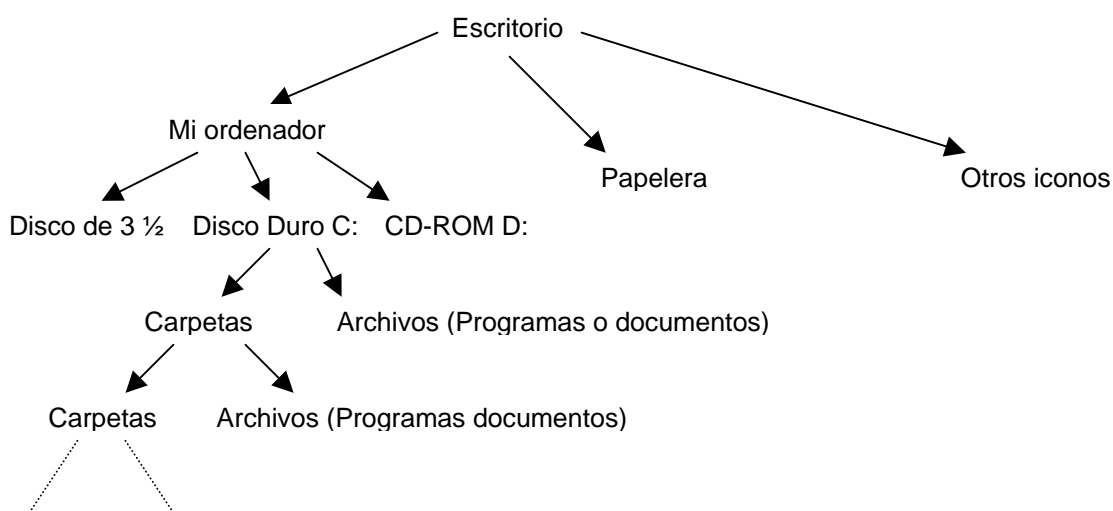 Escritorio
Mi ordenador
Papelera
Otros iconos
Disco de 3 ½
Disco Duro C:
CD-ROM D:
Carpetas
Archivos (Programas o documentos)
Carpetas
Archivos (Programas documentos)